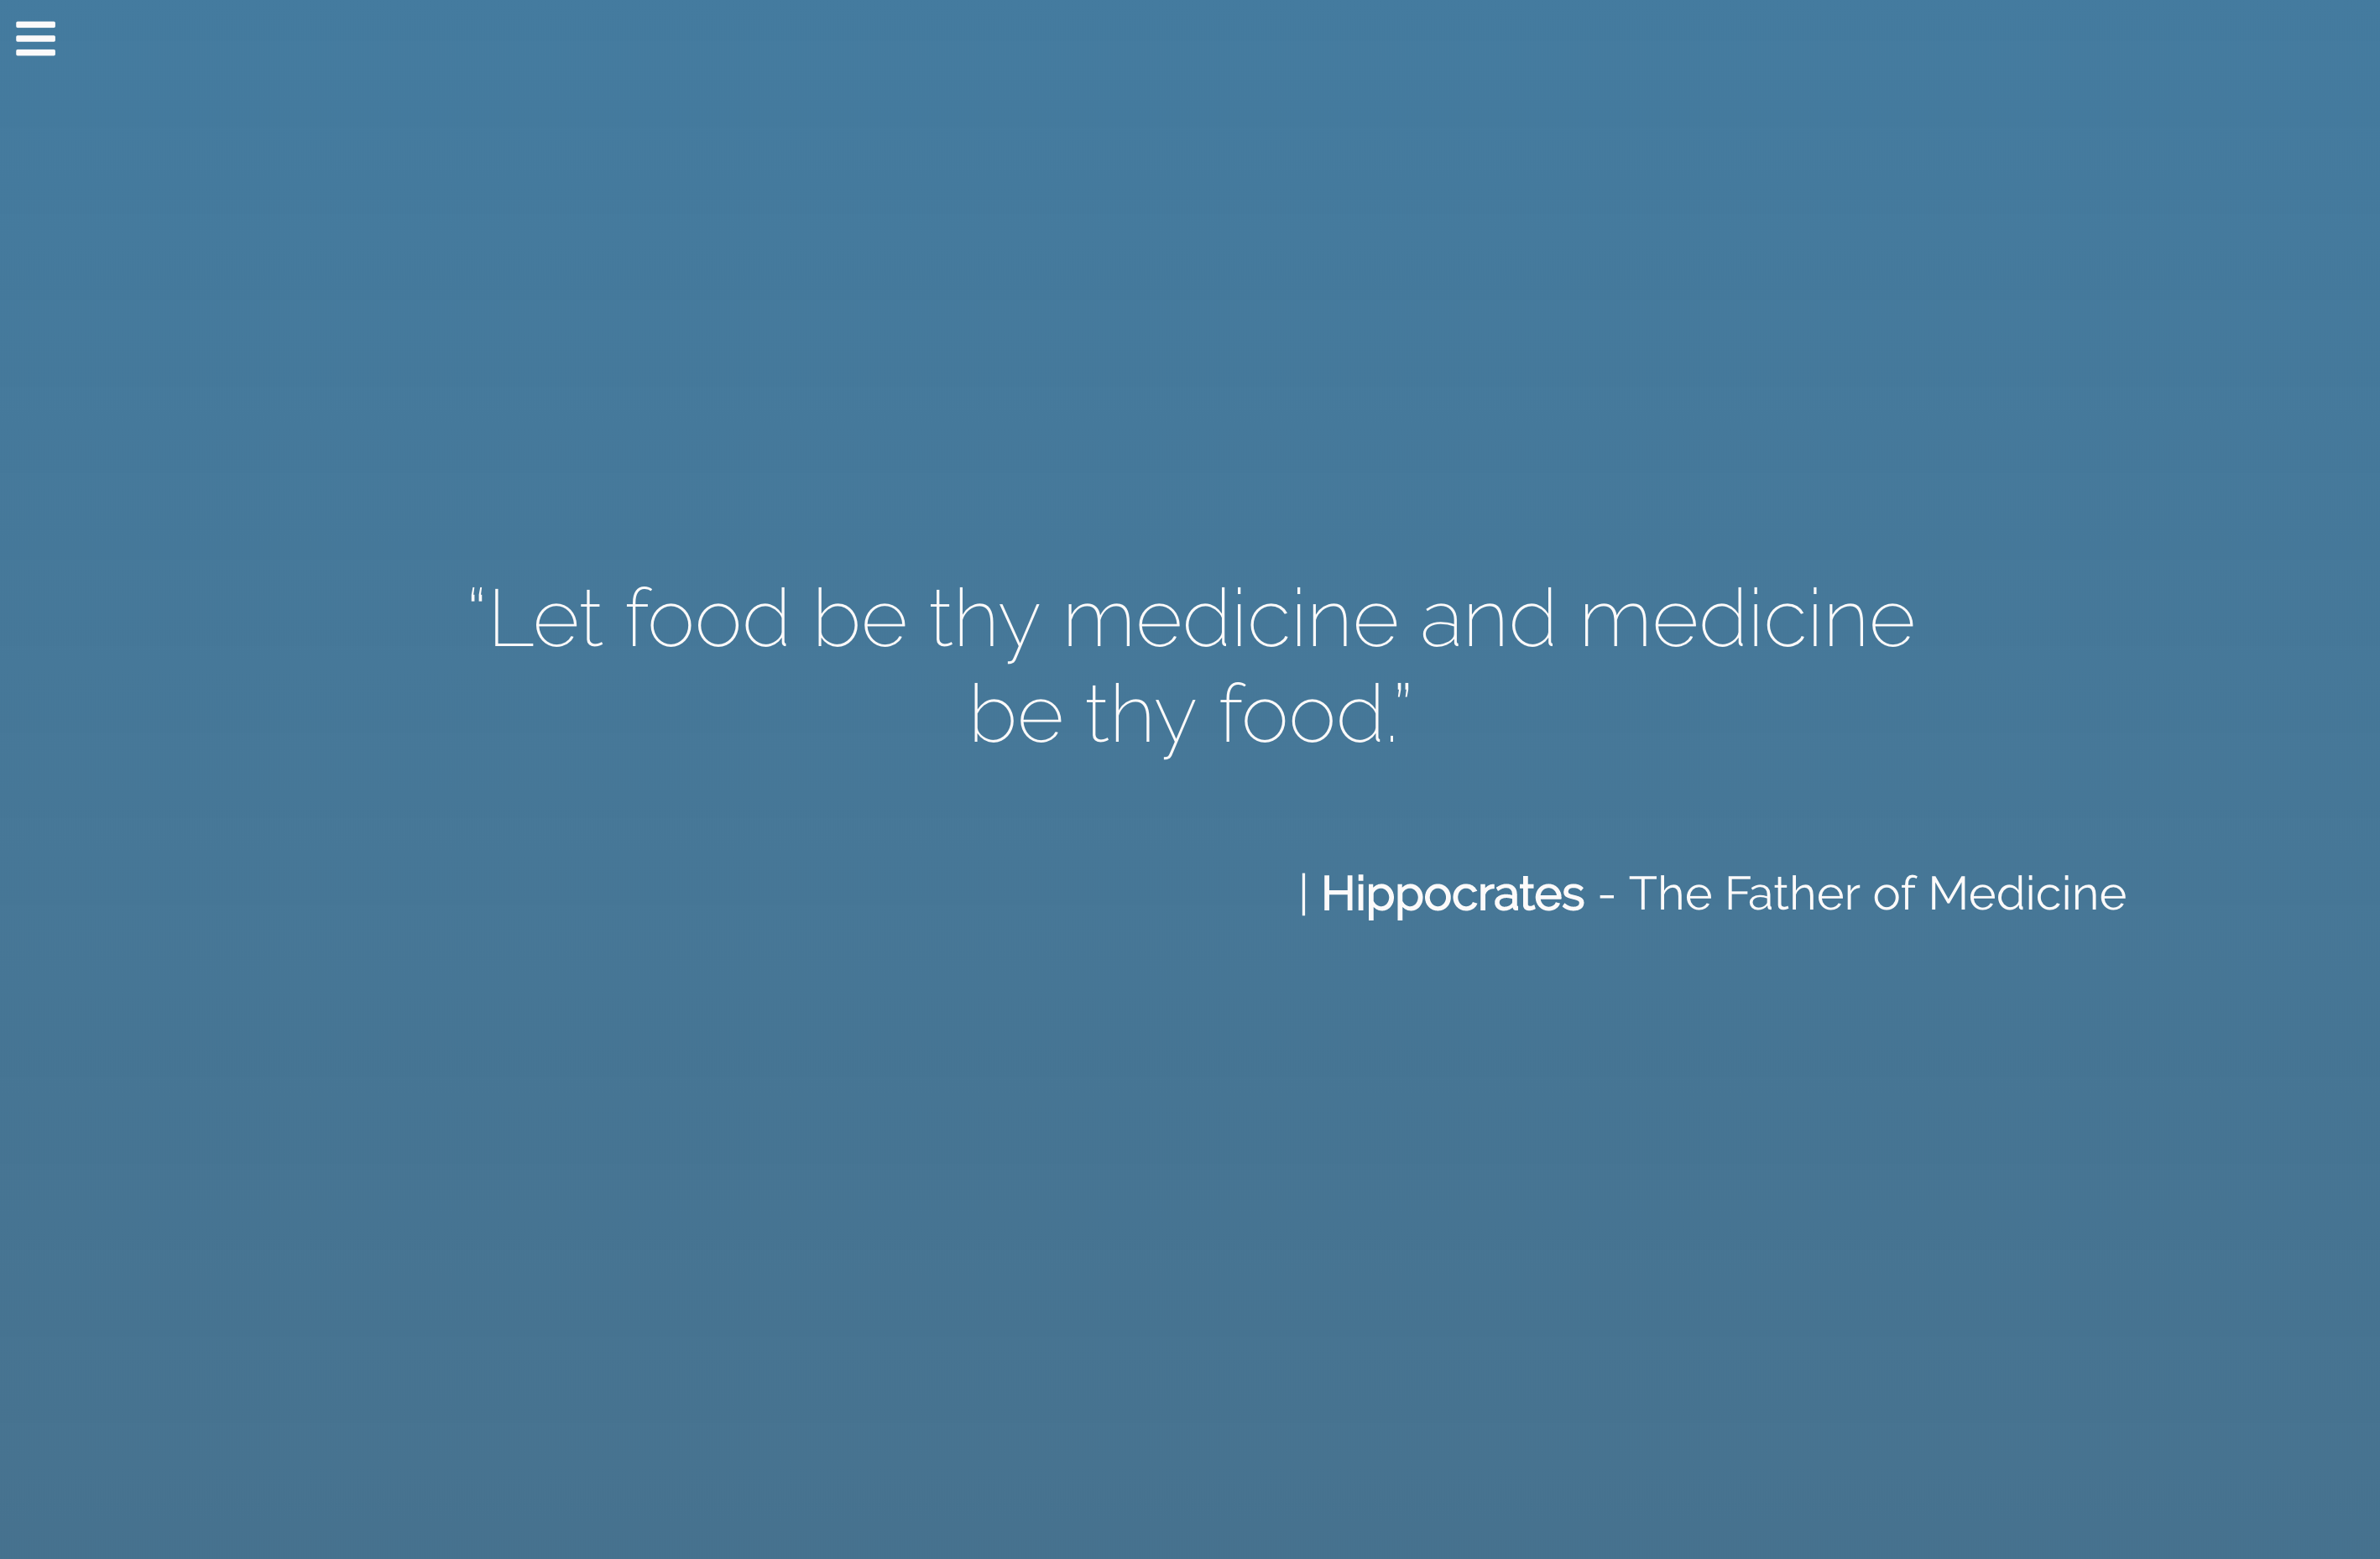 “Let food be thy medicine and medicine
be thy food.”
| Hippocrates - The Father of Medicine